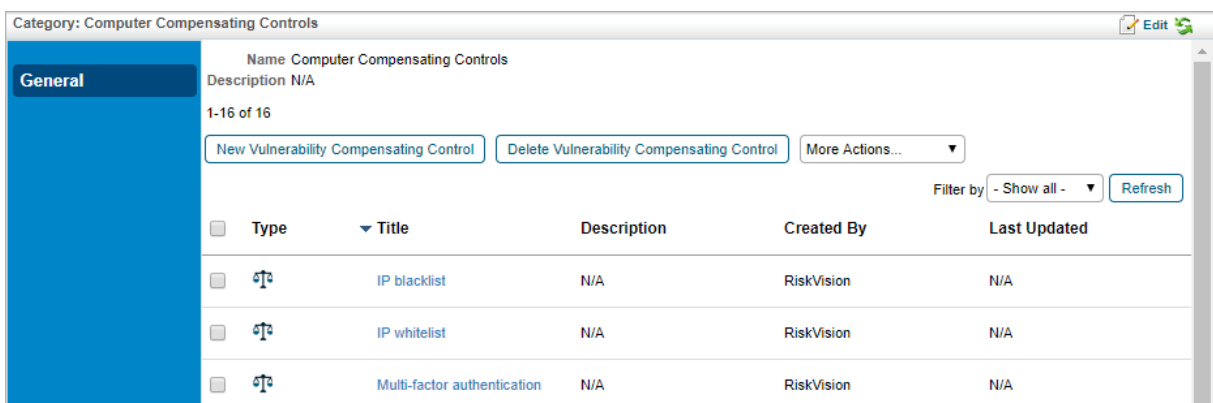 Category: Computer Compensating Controls Edit
General
Name Computer Compensating Controls
Description N/A
1-16 of 16
New Vulnerability Compensating Control Delete Vulnerability Compensating Control More Actions...
Filter by - Show all - Refresh
Type Title Description Created By Last Updated
IP blacklist N/A RiskVision N/A
IP whitelist N/A RiskVision N/A
Multi-factor authentication N/A RiskVision N/A